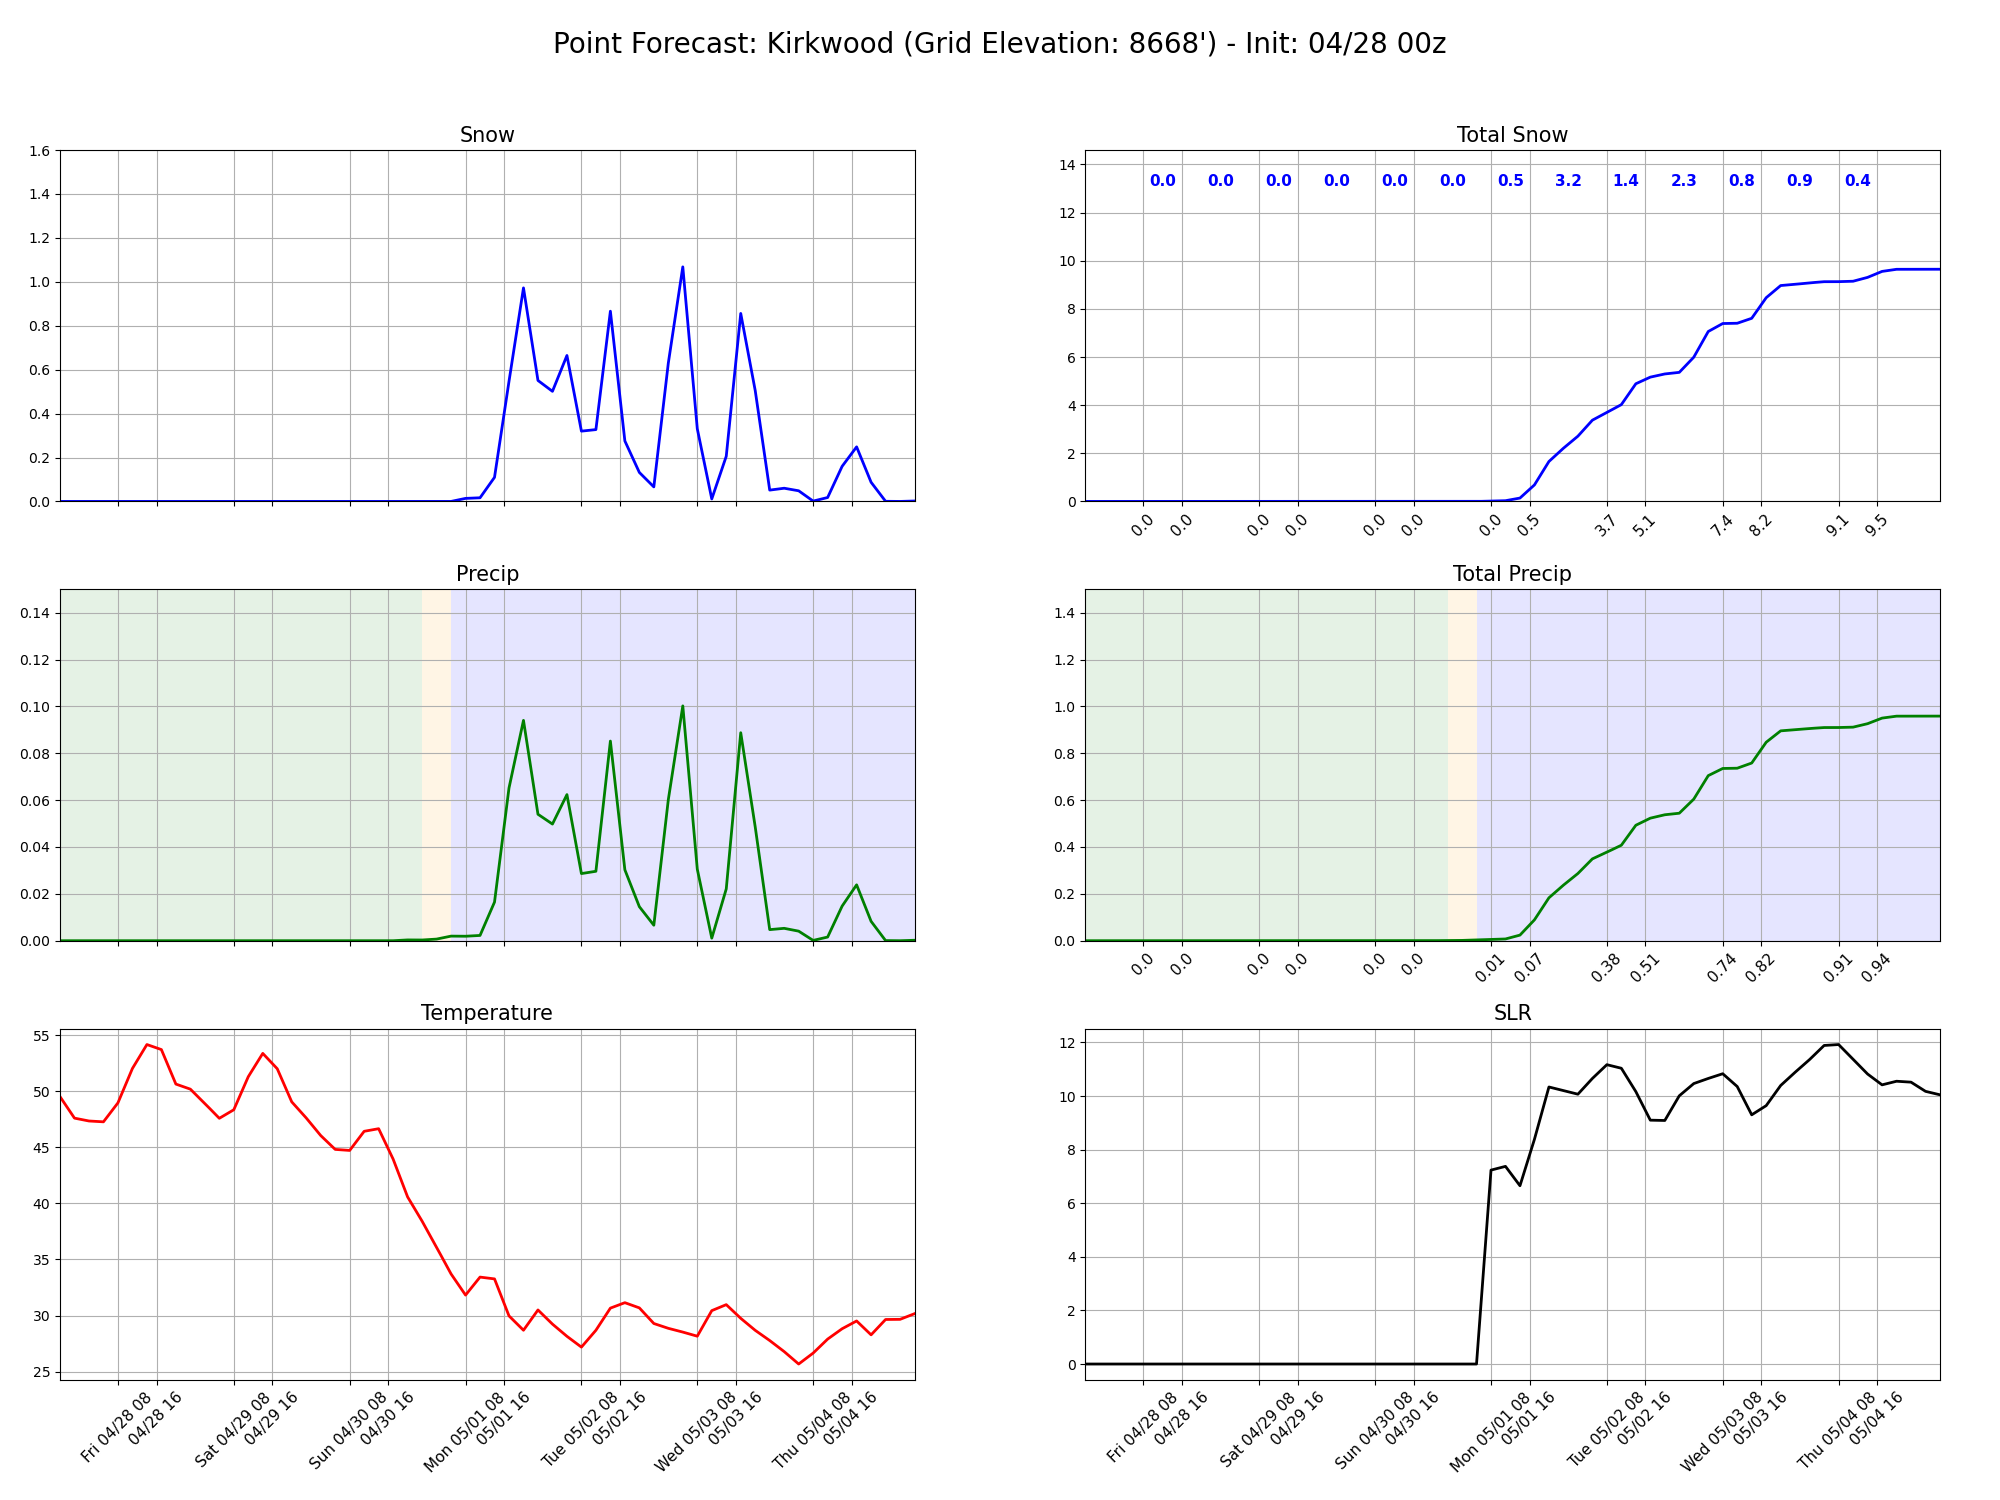 Point Forecast: Kirkwood (Grid Elevation: 8668') - Init: 04/28 00z
Snow
1.6
1.4
1.2
1.0
0.8
0.6
0.4
0.2
0.0
Total Snow
14
12
10
8
6
4
2
0
0.0 0.0 0.0 0.0 0.0 0.0 0.5 3.2 1.4 2.3 0.8 0.9 0.4
0.0 0.0 0.0 0.0 0.0 0.0 0.0 0.5 3.7 5.1 7.4 8.2 9.1 9.5
Precip
0.14
0.12
0.10
0.08
0.06
0.04
0.02
0.00
Total Precip
1.4
1.2
1.0
0.8
0.6
0.4
0.2
0.0
0.0 0.0 0.0 0.0 0.0 0.0 0.01 0.07 0.38 0.51 0.74 0.82 0.91 0.94
Temperature
55
50
45
40
35
30
25
Fri 04/28 08
04/28 16
Sat 04/29 08
04/29 16
Sun 04/30 08
04/30 16
Mon 05/01 08
05/01 16
Tue 05/02 08
05/02 16
Wed 05/03 08
05/03 16
Thu 05/04 08
05/04 16
SLR
12
10
8
6
4
2
0
Fri 04/28 08
04/28 16
Sat 04/29 08
04/29 16
Sun 04/30 08
04/30 16
Mon 05/01 08
05/01 16
Tue 05/02 08
05/02 16
Wed 05/03 08
05/03 16
Thu 05/04 08
05/04 16